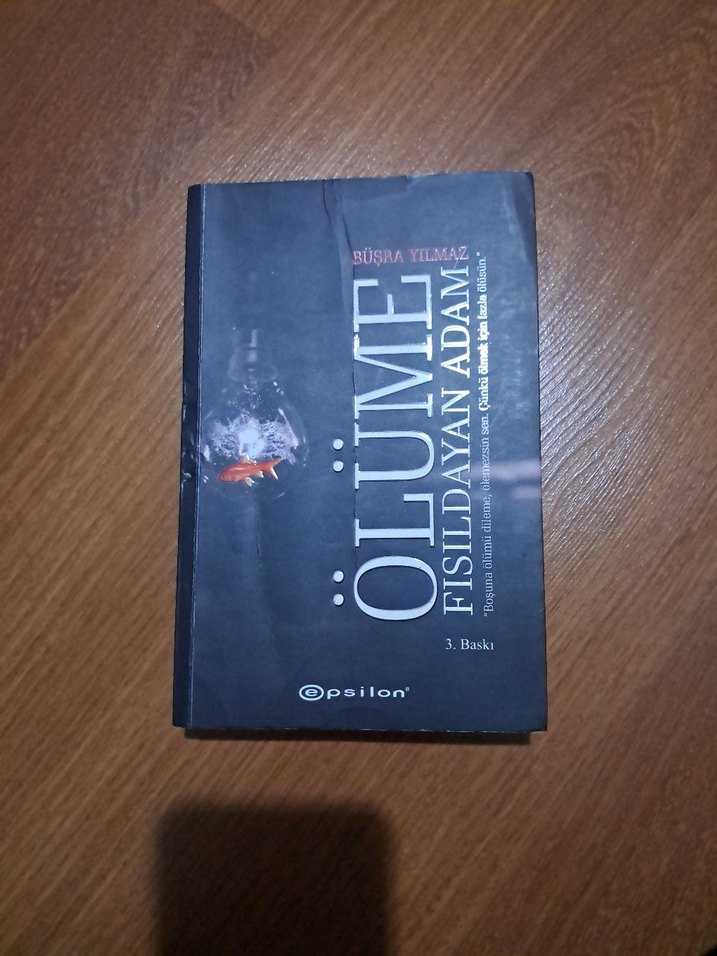 BÜŞRA YILMAZ
ÖLÜME
FISILDAYAN ADAM
"Boşuna ölümü dileme, ölemezsin sen. Çünkü ölmek için fazla ölüsün."
3. Baskı
epsilon®